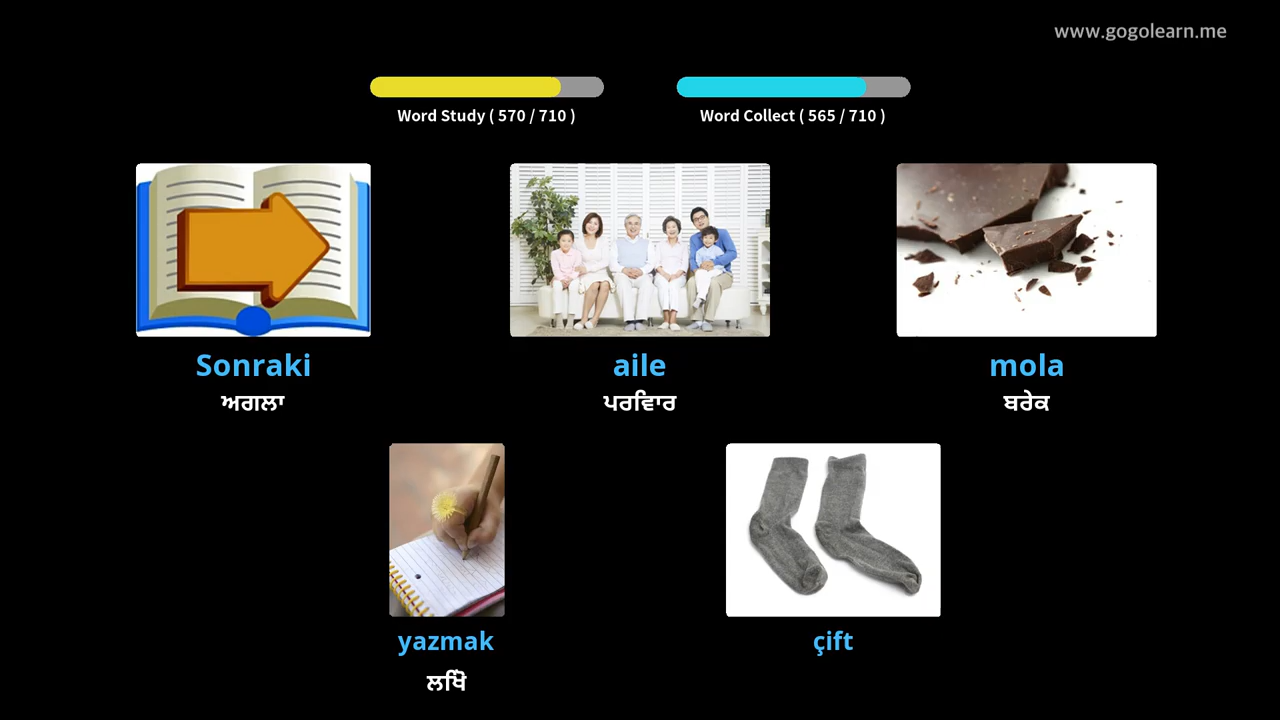 www.gogolearn.me
Word Study ( 570 / 710 )
Word Collect ( 565 / 710 )
Sonraki
ਅਗਲਾ
aile
ਪਰਿਵਾਰ
mola
ਬਰੇਕ
yazmak
ਲਿਖੋ
çift